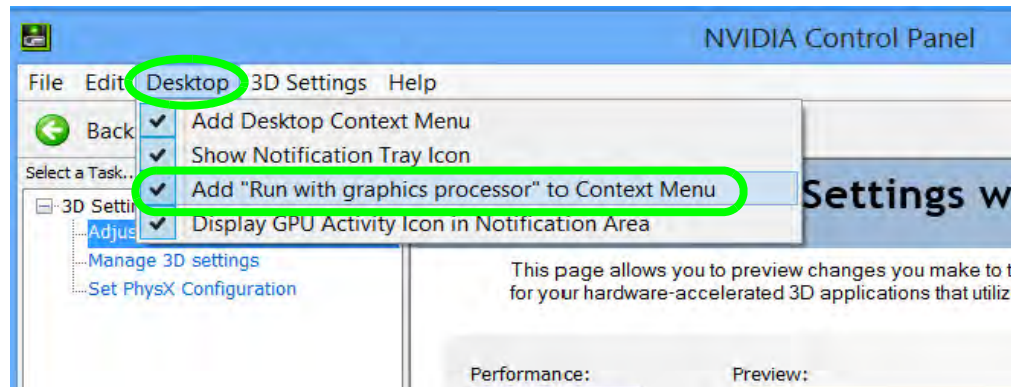 NVIDIA Control Panel
File Edit Desktop 3D Settings Help
Back
Add Desktop Context Menu
Show Notification Tray Icon
Add "Run with graphics processor" to Context Menu
Display GPU Activity Icon in Notification Area
Select a Task...
3D Settin
Adjus
Manage 3D settings
Set PhysX Configuration
Settings w
This page allows you to preview changes you make to t
for your hardware-accelerated 3D applications that utiliz
Performance: Preview: